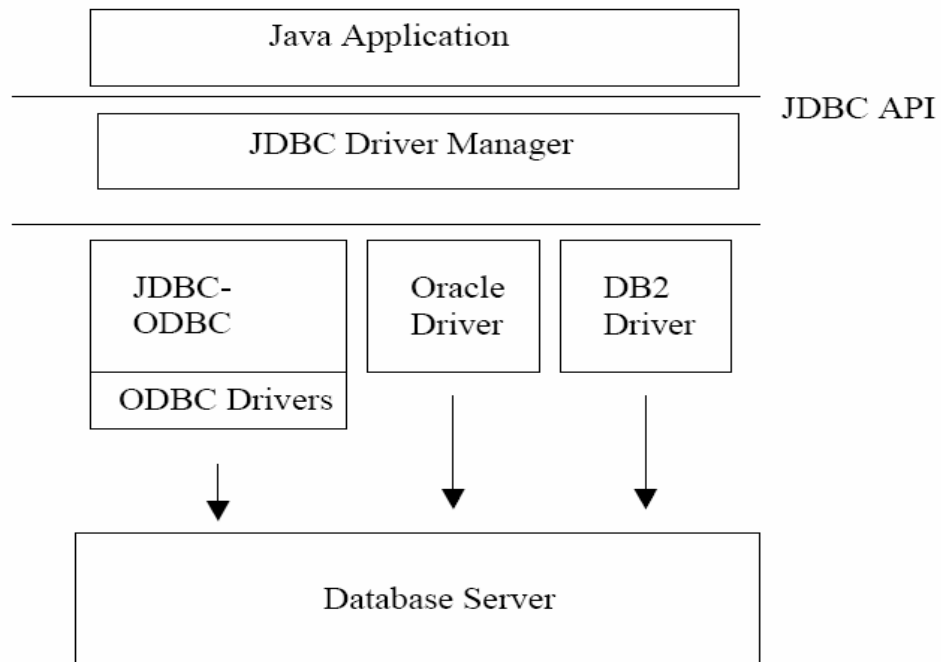 Java Application
JDBC API
JDBC Driver Manager
JDBC-
ODBC
ODBC Drivers
Oracle
Driver
DB2
Driver
Database Server